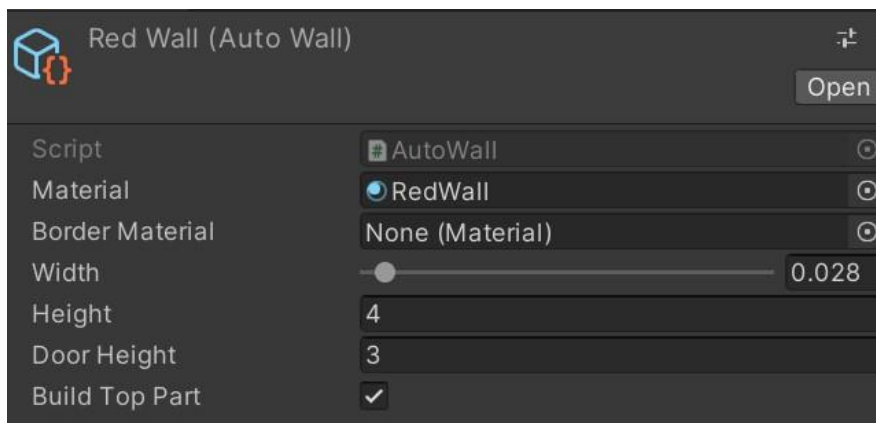 Red Wall (Auto Wall)
Open
Script # AutoWall
Material RedWall
Border Material None (Material)
Width 0.028
Height 4
Door Height 3
Build Top Part